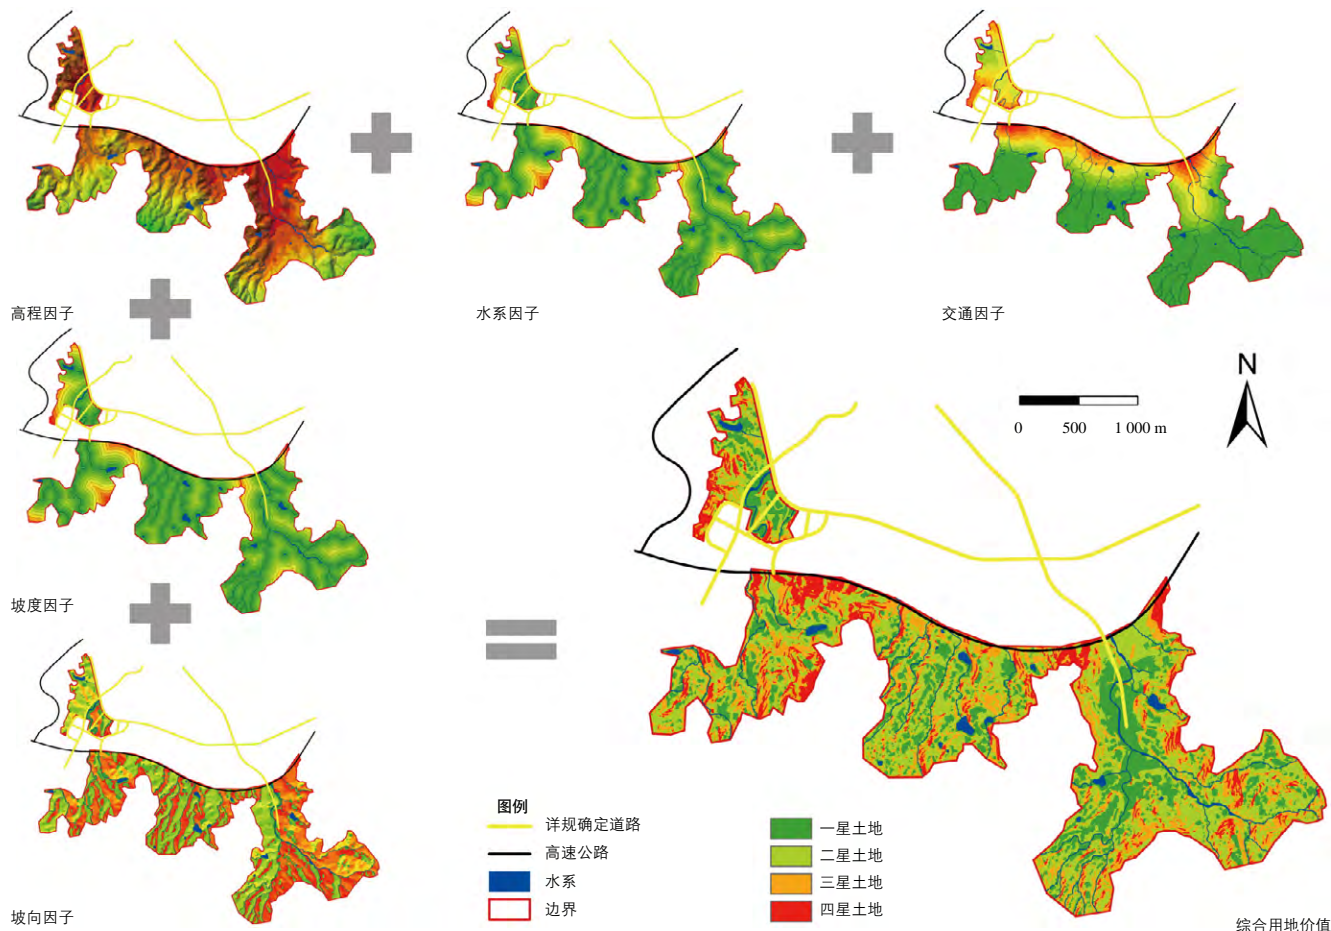 高程因子
水系因子
交通因子
N
0 500 1 000 m
坡度因子
坡向因子
图例
详规确定道路
高速公路
水系
边界
一星土地
二星土地
三星土地
四星土地
综合用地价值